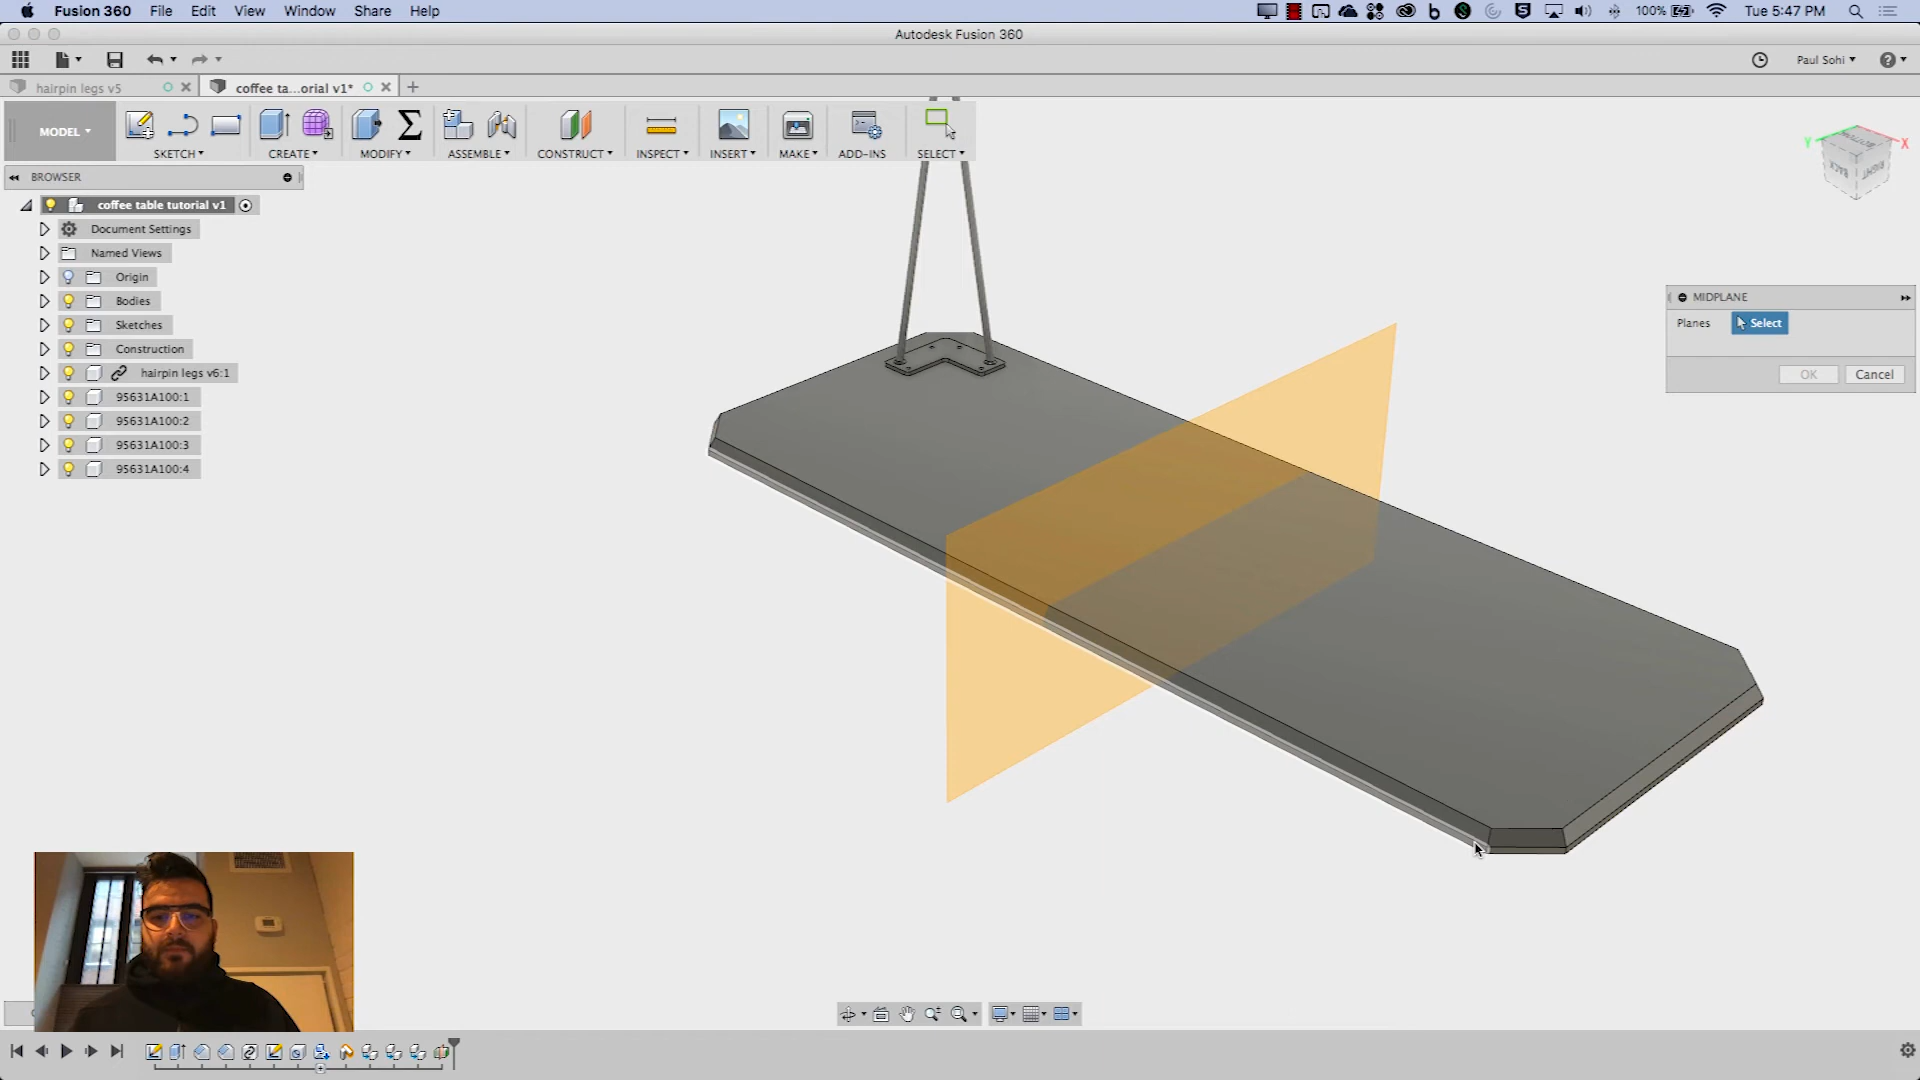 Fusion 360 File Edit View Window Share Help 100% Tue 5:47 PM
Autodesk Fusion 360
Paul Sohi
hairpin legs v5 coffee ta...orial v1*
MODEL SKETCH CREATE MODIFY ASSEMBLE CONSTRUCT INSPECT INSERT MAKE ADD-INS SELECT
BROWSER
coffee table tutorial v1
Document Settings
Named Views
Origin
Bodies
Sketches
Construction
hairpin legs v6:1
95631A100:1
95631A100:2
95631A100:3
95631A100:4
Y X
BACK RIGHT
MIDPLANE
Planes Select
OK Cancel